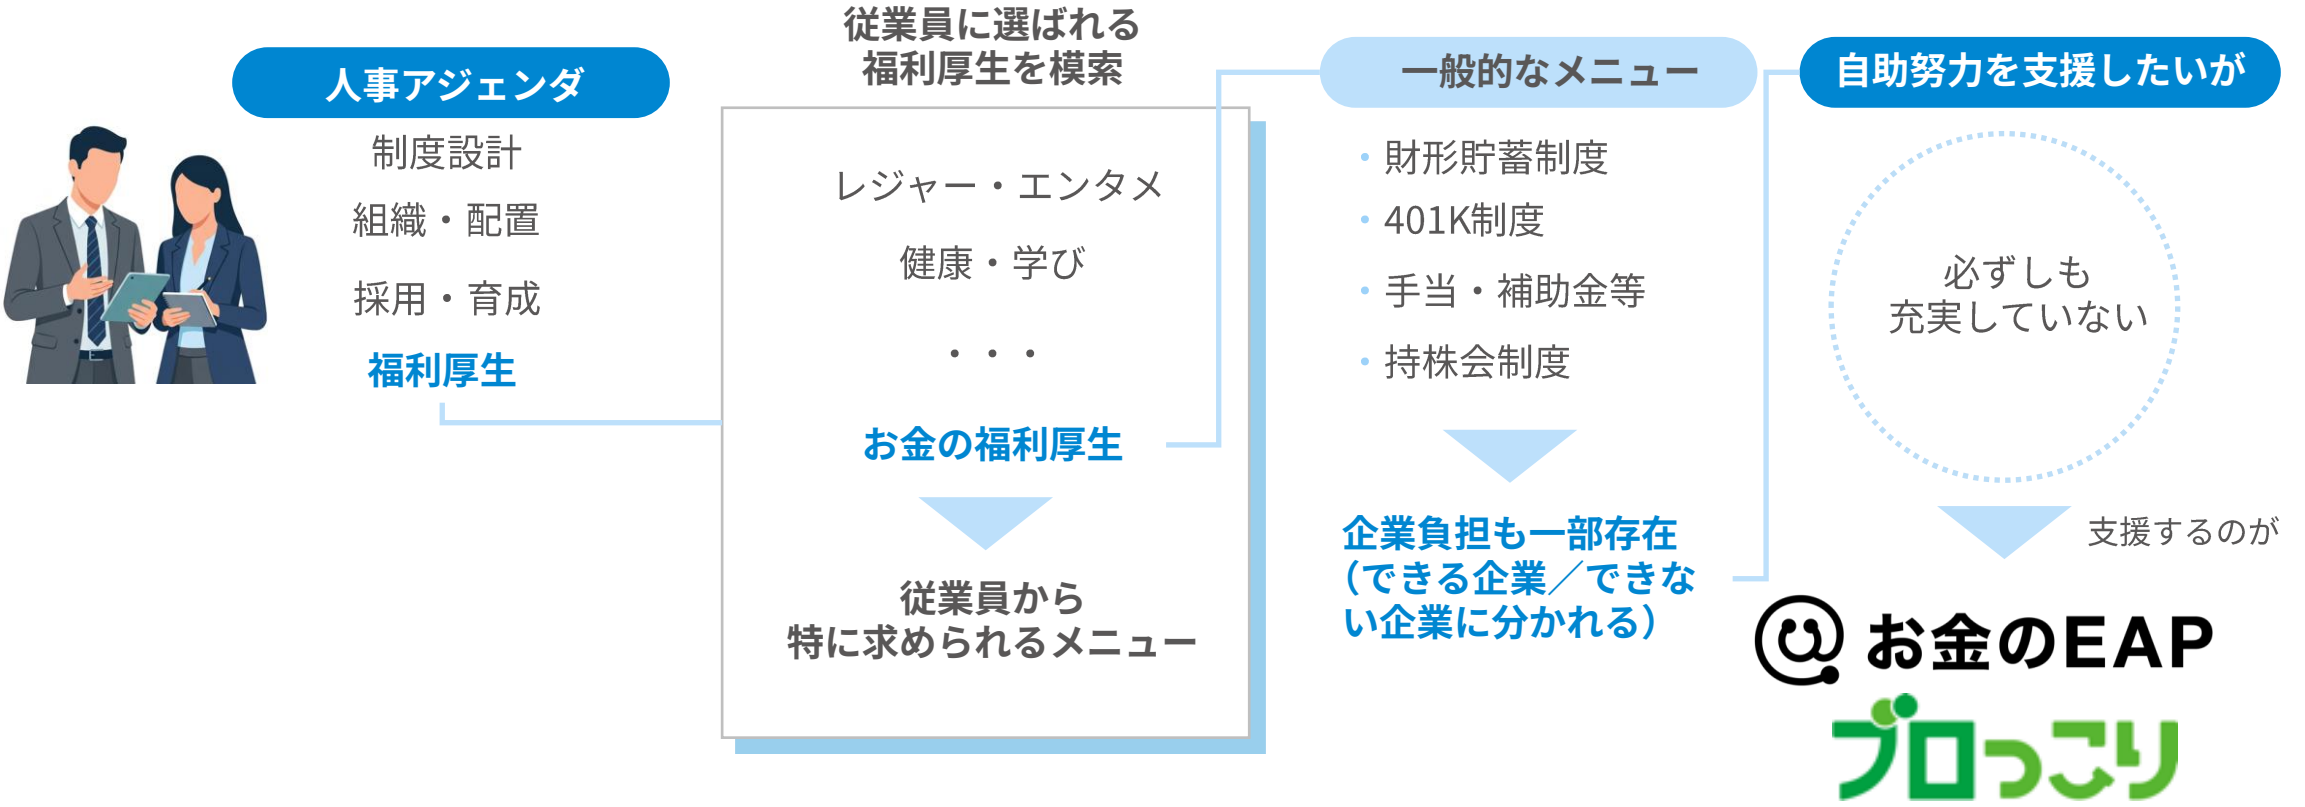 人事アジェンダ
制度設計
組織・配置
採用・育成
福利厚生
従業員に選ばれる
福利厚生を模索
レジャー・エンタメ
健康・学び
・・・
お金の福利厚生
従業員から
特に求められるメニュー
一般的なメニュー
・財形貯蓄制度
・401K制度
・手当・補助金等
・持株会制度
企業負担も一部存在
（できる企業／できな
い企業に分かれる）
自助努力を支援したいが
必ずしも
充実していない
支援するのが
お金のEAP
ブロっこり